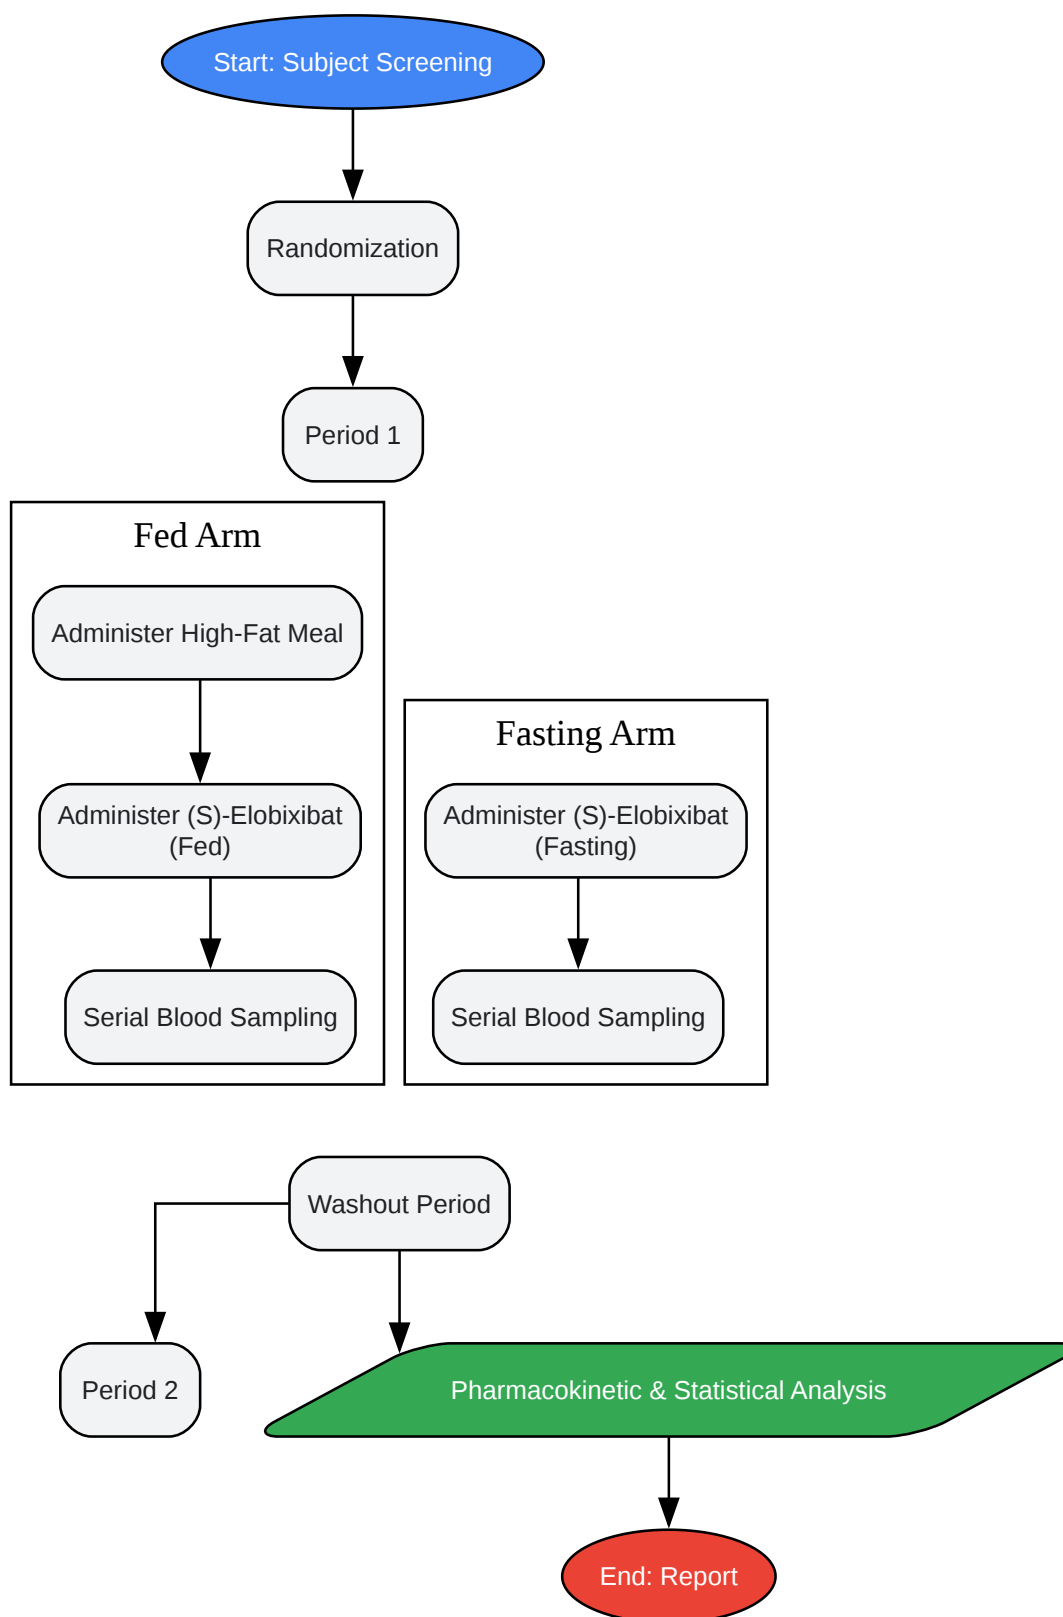 Start: Subject Screening
Randomization
Period 1
Fed Arm
Administer High-Fat Meal
Administer (S)-Elobixibat
(Fed)
Serial Blood Sampling
Fasting Arm
Administer (S)-Elobixibat
(Fasting)
Serial Blood Sampling
Washout Period
Period 2
Pharmacokinetic & Statistical Analysis
End: Report